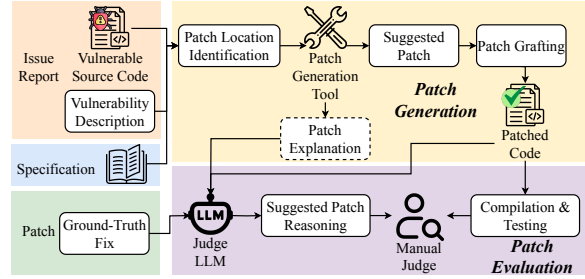 Issue
Report
Vulnerable
Source Code
Vulnerability
Description
Specification
Patch
Ground-Truth
Fix
Patch Location
Identification
Patch
Generation
Tool
Suggested
Patch
Patch Grafting
Patch
Generation
Patch
Explanation
Patched
Code
LLM
Judge
LLM
Suggested Patch
Reasoning
Manual
Judge
Compilation &
Testing
Patch
Evaluation